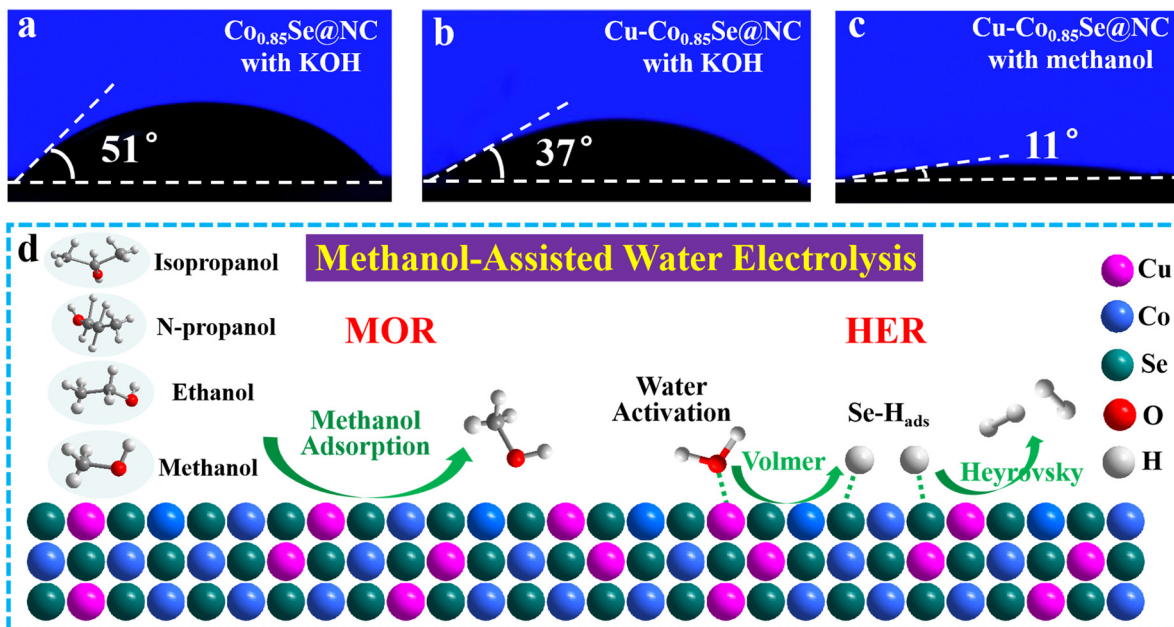 a
Co₀.₈₅Se@NC
with KOH
51°
b
Cu-Co₀.₈₅Se@NC
with KOH
37°
c
Cu-Co₀.₈₅Se@NC
with methanol
11°
d
Isopropanol
N-propanol
Ethanol
Methanol
Methanol-Assisted Water Electrolysis
MOR
HER
Methanol
Adsorption
Water
Activation
Volmer
Se-Hₐdₛ
Heyrovsky
Cu
Co
Se
O
H